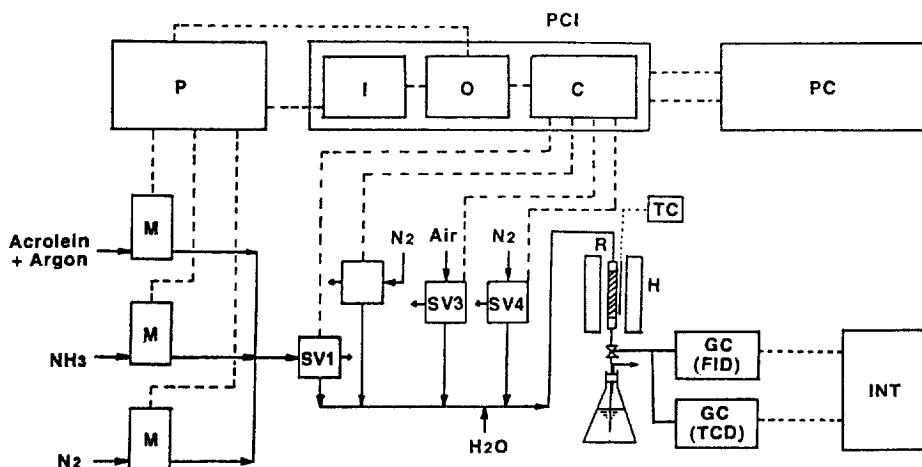 PCI
P
I
O
C
PC
TC
M
Acrolein
+ Argon
N2
Air
N2
R
H
SV3
SV4
M
NH3
SV1
GC
(FID)
INT
M
N2
H2O
GC
(TCD)